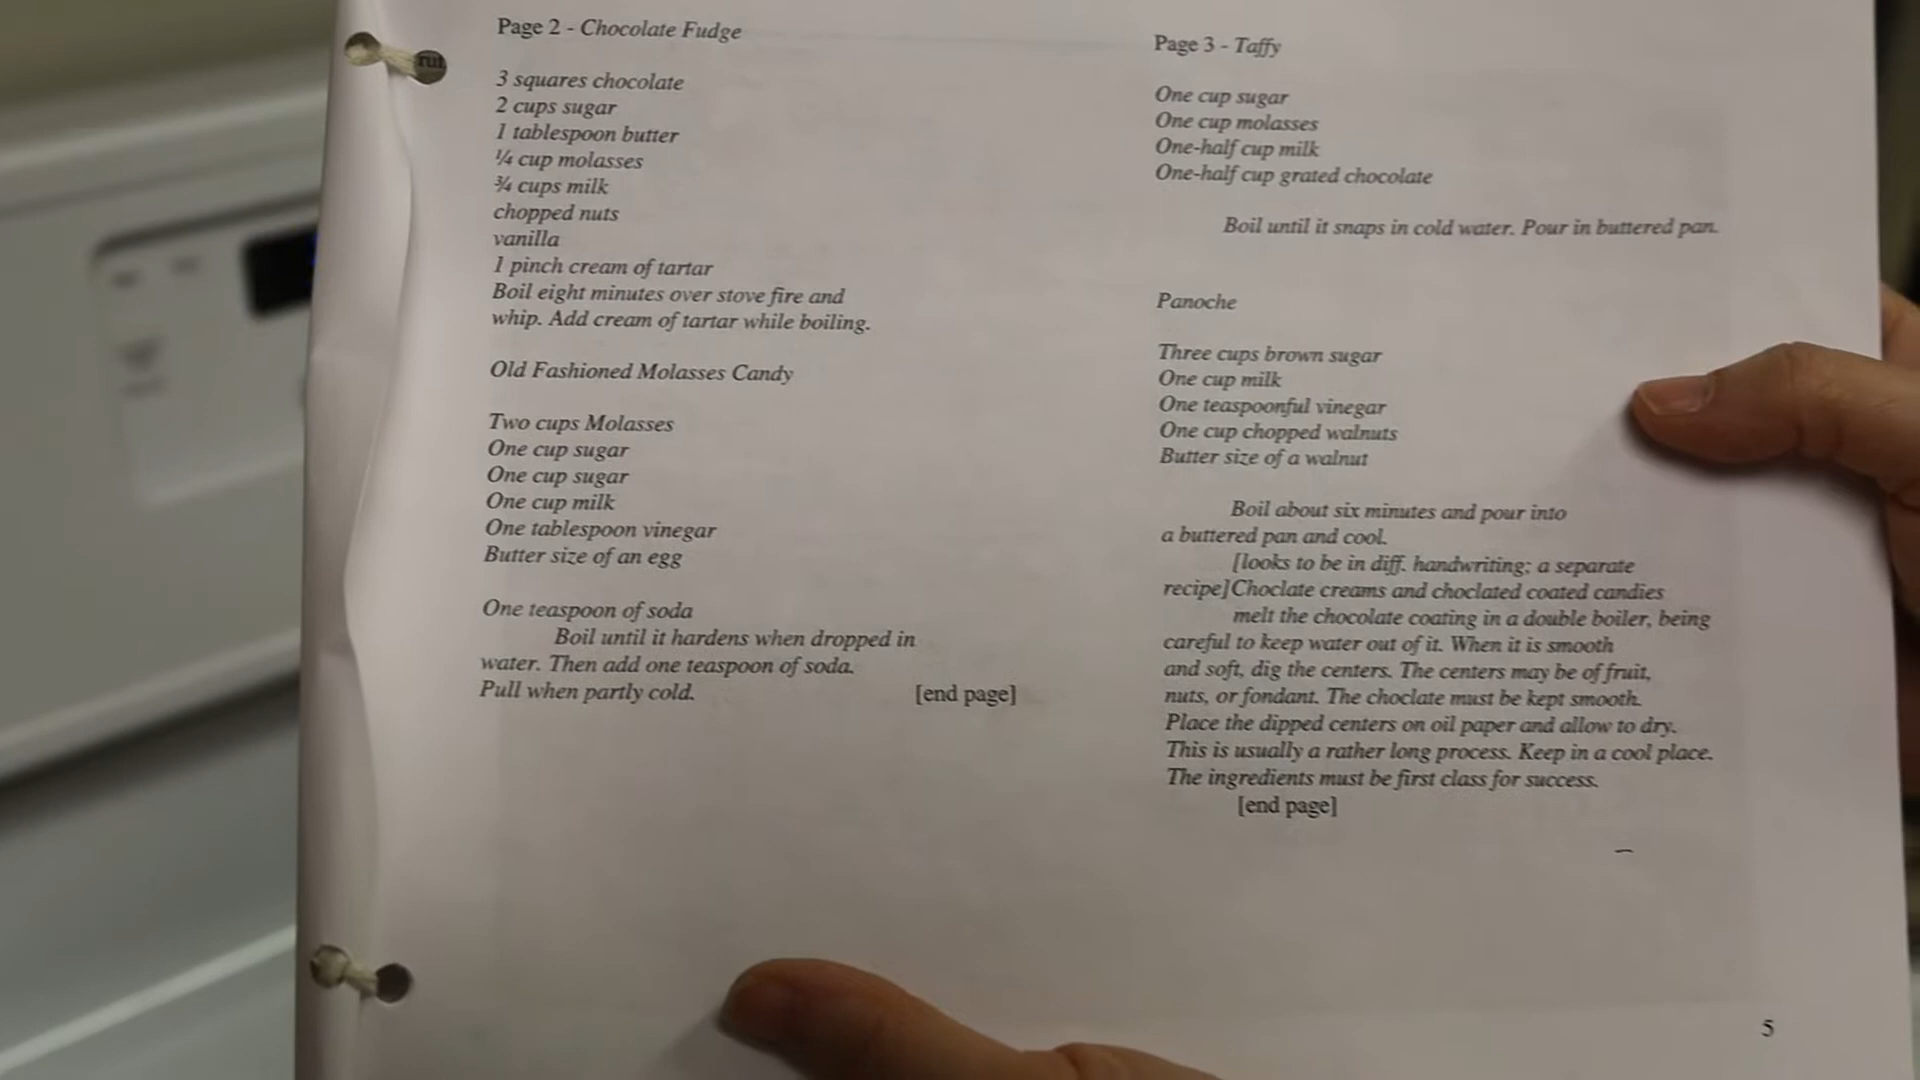 Page 2 - Chocolate Fudge
3 squares chocolate
2 cups sugar
1 tablespoon butter
¼ cup molasses
¾ cups milk
chopped nuts
vanilla
1 pinch cream of tartar
Boil eight minutes over stove fire and
whip. Add cream of tartar while boiling.
Old Fashioned Molasses Candy
Two cups Molasses
One cup sugar
One cup sugar
One cup milk
One tablespoon vinegar
Butter size of an egg
One teaspoon of soda
Boil until it hardens when dropped in
water. Then add one teaspoon of soda.
Pull when partly cold. [end page]
Page 3 - Taffy
One cup sugar
One cup molasses
One-half cup milk
One-half cup grated chocolate
Boil until it snaps in cold water. Pour in buttered pan.
Panoche
Three cups brown sugar
One cup milk
One teaspoonful vinegar
One cup chopped walnuts
Butter size of a walnut
Boil about six minutes and pour into
a buttered pan and cool.
[looks to be in diff. handwriting; a separate
recipe]Choclate creams and choclated coated candies
melt the chocolate coating in a double boiler, being
careful to keep water out of it. When it is smooth
and soft, dig the centers. The centers may be of fruit,
nuts, or fondant. The choclate must be kept smooth.
Place the dipped centers on oil paper and allow to dry.
This is usually a rather long process. Keep in a cool place.
The ingredients must be first class for success.
[end page]
5